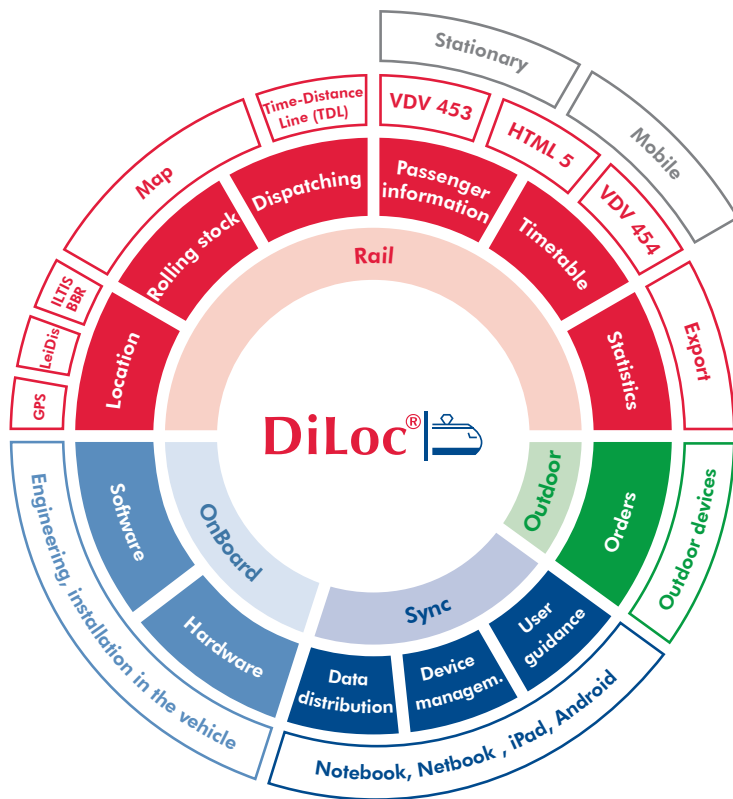 Stationary
Mobile
Time-Distance
Line (TDL)
VDV 453
HTML 5
VDV 454
Map
Export
ILTIS
BBR
LeiDis
GPS
Location
Rolling stock
Dispatching
Passenger
information
Timetable
Statistics
Rail
DiLoc®
OnBoard
Sync
Outdoor
Software
Hardware
Data
distribution
Device
managem.
User
guidance
Orders
Engineering, installation in the vehicle
Notebook, Netbook , iPad, Android
Outdoor devices